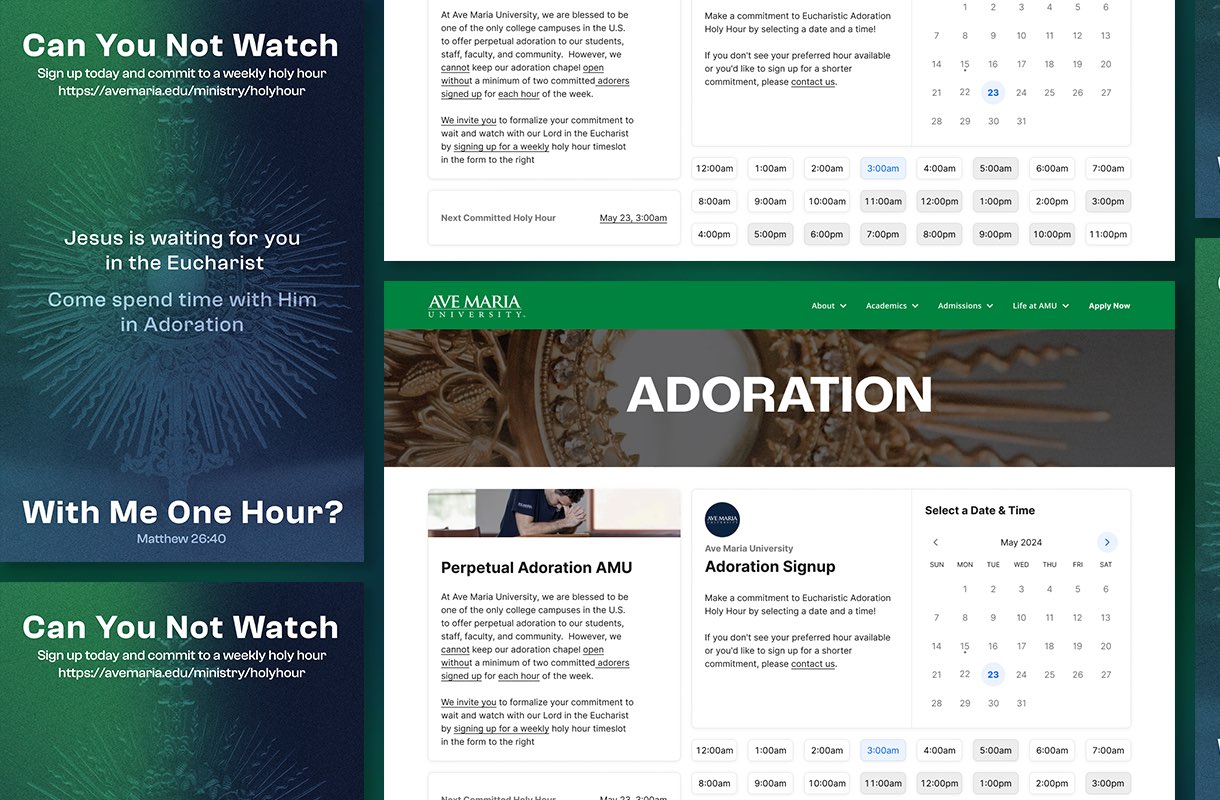 Can You Not Watch
Sign up today and commit to a weekly holy hour
https://avemaria.edu/ministry/holyhour
Jesus is waiting for you
in the Eucharist
Come spend time with Him
in Adoration
With Me One Hour?
Matthew 26:40
Can You Not Watch
Sign up today and commit to a weekly holy hour
https://avemaria.edu/ministry/holyhour
At Ave Maria University, we are blessed to be
one of the only college campuses in the U.S.
to offer perpetual adoration to our students,
staff, faculty, and community. However, we
cannot keep our adoration chapel open
without a minimum of two committed adorers
signed up for each hour of the week.
We invite you to formalize your commitment to
wait and watch with our Lord in the Eucharist
by signing up for a weekly holy hour timeslot
in the form to the right
Next Committed Holy Hour May 23, 3:00am
Make a commitment to Eucharistic Adoration
Holy Hour by selecting a date and a time!
If you don't see your preferred hour available
or you'd like to sign up for a shorter
commitment, please contact us.
1 2 3 4 5 6
7 8 9 10 11 12 13
14 15 16 17 18 19 20
21 22 23 24 25 26 27
28 29 30 31
12:00am 1:00am 2:00am 3:00am 4:00am 5:00am 6:00am 7:00am
8:00am 9:00am 10:00am 11:00am 12:00pm 1:00pm 2:00pm 3:00pm
4:00pm 5:00pm 6:00pm 7:00pm 8:00pm 9:00pm 10:00pm 11:00pm
AVE MARIA
UNIVERSITY.
About Academics Admissions Life at AMU Apply Now
ADORATION
Perpetual Adoration AMU
At Ave Maria University, we are blessed to be
one of the only college campuses in the U.S.
to offer perpetual adoration to our students,
staff, faculty, and community. However, we
cannot keep our adoration chapel open
without a minimum of two committed adorers
signed up for each hour of the week.
We invite you to formalize your commitment to
wait and watch with our Lord in the Eucharist
by signing up for a weekly holy hour timeslot
in the form to the right
Next Committed Holy Hour May 23, 3:00am
AVE MARIA
UNIVERSITY
Ave Maria University
Adoration Signup
Make a commitment to Eucharistic Adoration
Holy Hour by selecting a date and a time!
If you don't see your preferred hour available
or you'd like to sign up for a shorter
commitment, please contact us.
Select a Date & Time
May 2024
SUN MON TUE WED THU FRI SAT
1 2 3 4 5 6
7 8 9 10 11 12 13
14 15 16 17 18 19 20
21 22 23 24 25 26 27
28 29 30 31
12:00am 1:00am 2:00am 3:00am 4:00am 5:00am 6:00am 7:00am
8:00am 9:00am 10:00am 11:00am 12:00pm 1:00pm 2:00pm 3:00pm